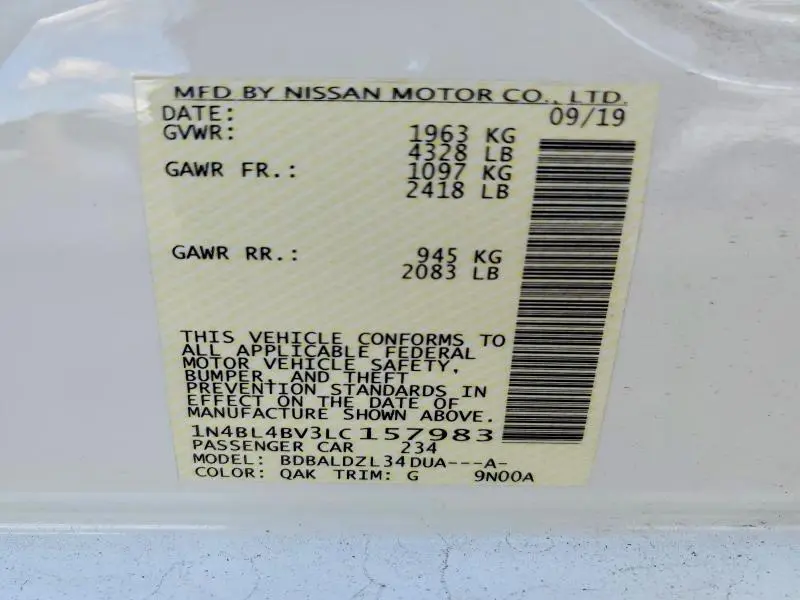 MFD BY NISSAN MOTOR CO., LTD.
DATE: 09/19
GVWR: 1963 KG
4328 LB
GAWR FR.: 1097 KG
2418 LB
GAWR RR.: 945 KG
2083 LB
THIS VEHICLE CONFORMS TO
ALL APPLICABLE FEDERAL
MOTOR VEHICLE SAFETY,
BUMPER, AND THEFT
PREVENTION STANDARDS IN
EFFECT ON THE DATE OF
MANUFACTURE SHOWN ABOVE.
1N4BL4BV3LC157983
PASSENGER CAR 234
MODEL: BDBALDZL34DUA---A-
COLOR: QAK TRIM: G 9N00A